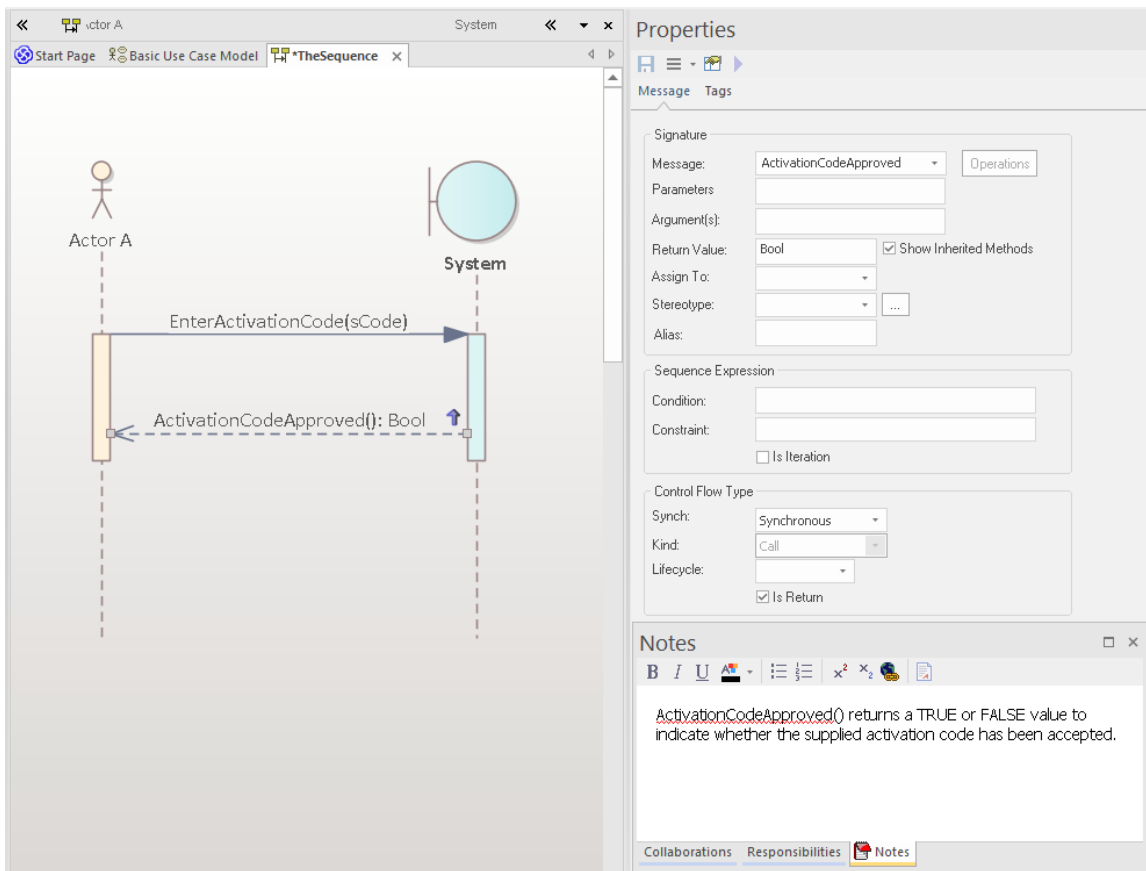 ctor A System
Start Page Basic Use Case Model *TheSequence
Actor A
System
EnterActivationCode(sCode)
ActivationCodeApproved(): Bool
Properties
Message Tags
Signature
Message: ActivationCodeApproved Operations
Parameters
Argument(s):
Return Value: Bool Show Inherited Methods
Assign To:
Stereotype: ...
Alias:
Sequence Expression
Condition:
Constraint:
Is Iteration
Control Flow Type
Synch: Synchronous
Kind: Call
Lifecycle:
Is Return
Notes
B I U A x² x₂
ActivationCodeApproved() returns a TRUE or FALSE value to
indicate whether the supplied activation code has been accepted.
Collaborations Responsibilities Notes